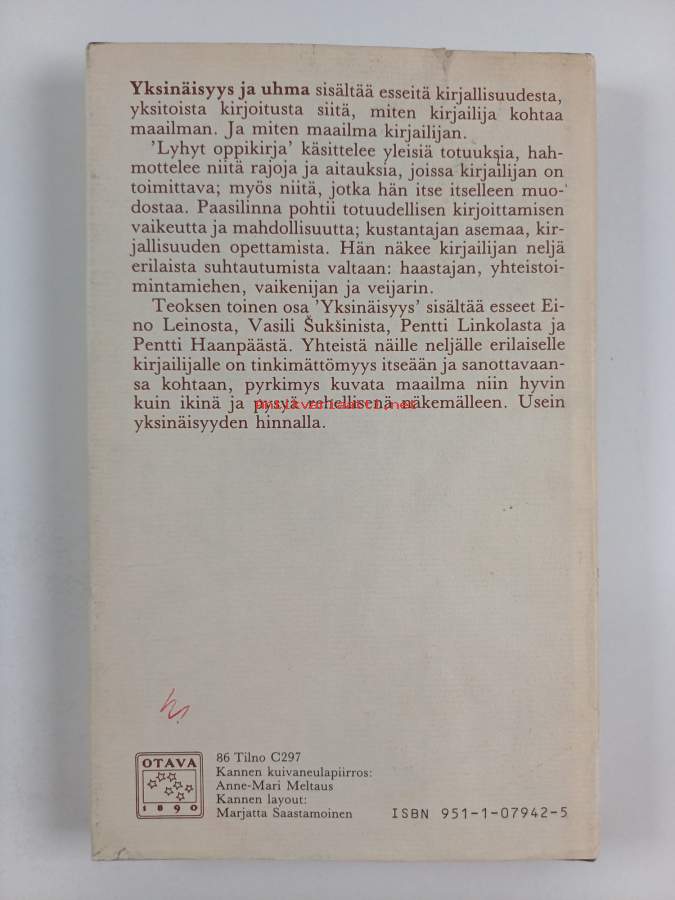 Yksinäisyys ja uhma sisältää esseitä kirjallisuudesta,
yksitoista kirjoitusta siitä, miten kirjailija kohtaa
maailman. Ja miten maailma kirjailijan.
'Lyhyt oppikirja' käsittelee yleisiä totuuksia, hah-
mottelee niitä rajoja ja aitauksia, joissa kirjailijan on
toimittava; myös niitä, jotka hän itse itselleen muo-
dostaa. Paasilinna pohtii totuudellisen kirjoittamisen
vaikeutta ja mahdollisuutta; kustantajan asemaa, kir-
jallisuuden opettamista. Hän näkee kirjailijan neljä
erilaista suhtautumista valtaan: haastajan, yhteistoi-
mintamiehen, vaikenijan ja veijarin.
Teoksen toinen osa 'Yksinäisyys' sisältää esseet Ei-
no Leinosta, Vasili Šukšinista, Pentti Linkolasta ja
Pentti Haanpäästä. Yhteistä näille neljälle erilaiselle
kirjailijalle on tinkimättömyys itseään ja sanottavaan-
sa kohtaan, pyrkimys kuvata maailma niin hyvin
kuin ikinä ja pysyä rehellisenä näkemälleen. Usein
antikvariaatti.net
yksinäisyyden hinnalla.
OTAVA
1890
86 Tilno C297
Kannen kuivaneulapiirros:
Anne-Mari Meltaus
Kannen layout:
Marjatta Saastamoinen
ISBN 951-1-07942-5